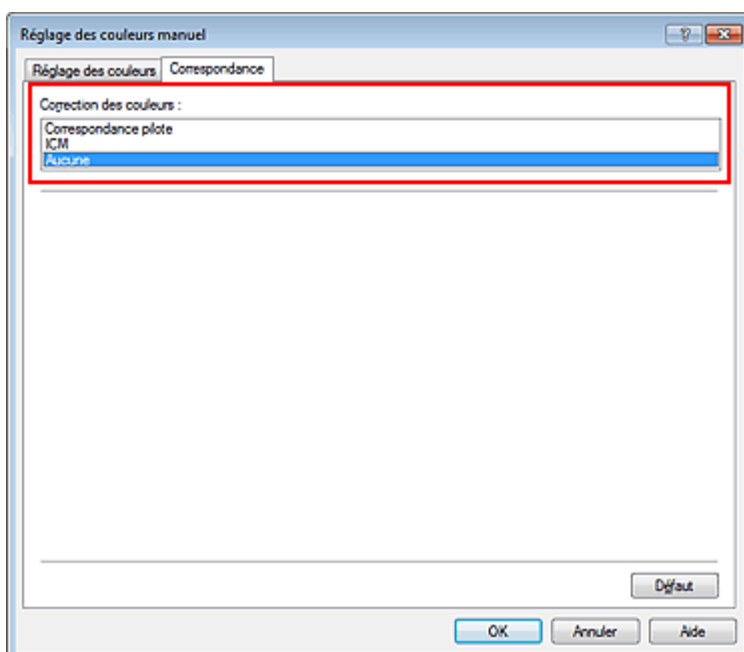 Réglage des couleurs manuel
Réglage des couleurs Correspondance
Correction des couleurs :
Correspondance pilote
ICM
Aucune
Défaut
OK Annuler Aide